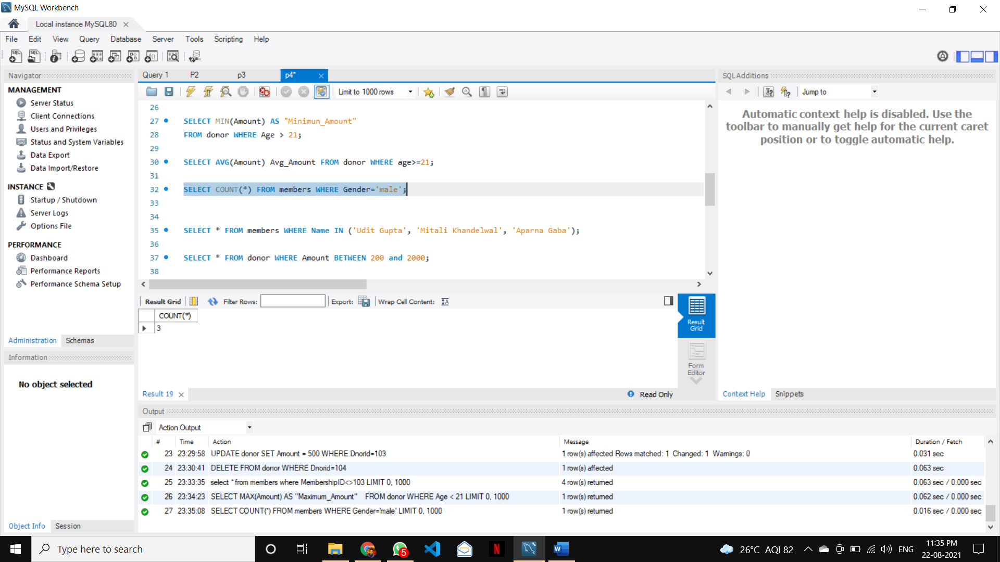 MySQL Workbench
Local instance MySQL80
File Edit View Query Database Server Tools Scripting Help
Navigator
MANAGEMENT
Server Status
Client Connections
Users and Privileges
Status and System Variables
Data Export
Data Import/Restore
INSTANCE
Startup / Shutdown
Server Logs
Options File
PERFORMANCE
Dashboard
Performance Reports
Performance Schema Setup
Administration Schemas
Information
No object selected
Object Info Session
Query 1 P2 p3 p4*
Limit to 1000 rows
26
27 SELECT MIN(Amount) AS "Minimun_Amount"
28 FROM donor WHERE Age > 21;
29
30 SELECT AVG(Amount) Avg_Amount FROM donor WHERE age>=21;
31
32 SELECT COUNT(*) FROM members WHERE Gender='male';
33
34
35 SELECT * FROM members WHERE Name IN ('Udit Gupta', 'Mitali Khandelwal', 'Aparna Gaba');
36
37 SELECT * FROM donor WHERE Amount BETWEEN 200 and 2000;
38
Result Grid Filter Rows: Export: Wrap Cell Content:
COUNT(*)
3
Result Grid
Form Editor
Result 19 Read Only
SQLAdditions
Jump to
Automatic context help is disabled. Use the
toolbar to manually get help for the current caret
position or to toggle automatic help.
Context Help Snippets
Output
Action Output
# Time Action Message Duration / Fetch
23 23:29:58 UPDATE donor SET Amount = 500 WHERE Dnorid=103 1 row(s) affected Rows matched: 1 Changed: 1 Warnings: 0 0.031 sec
24 23:30:41 DELETE FROM donor WHERE Dnorid=104 1 row(s) affected 0.063 sec
25 23:33:35 select * from members where MembershipID<>103 LIMIT 0, 1000 4 row(s) returned 0.063 sec / 0.000 sec
26 23:34:23 SELECT MAX(Amount) AS "Maximum_Amount" FROM donor WHERE Age < 21 LIMIT 0, 1000 1 row(s) returned 0.062 sec / 0.000 sec
27 23:35:08 SELECT COUNT(*) FROM members WHERE Gender='male' LIMIT 0, 1000 1 row(s) returned 0.016 sec / 0.000 sec
Type here to search
5
N
W
26°C AQI 82
ENG
11:35 PM
22-08-2021